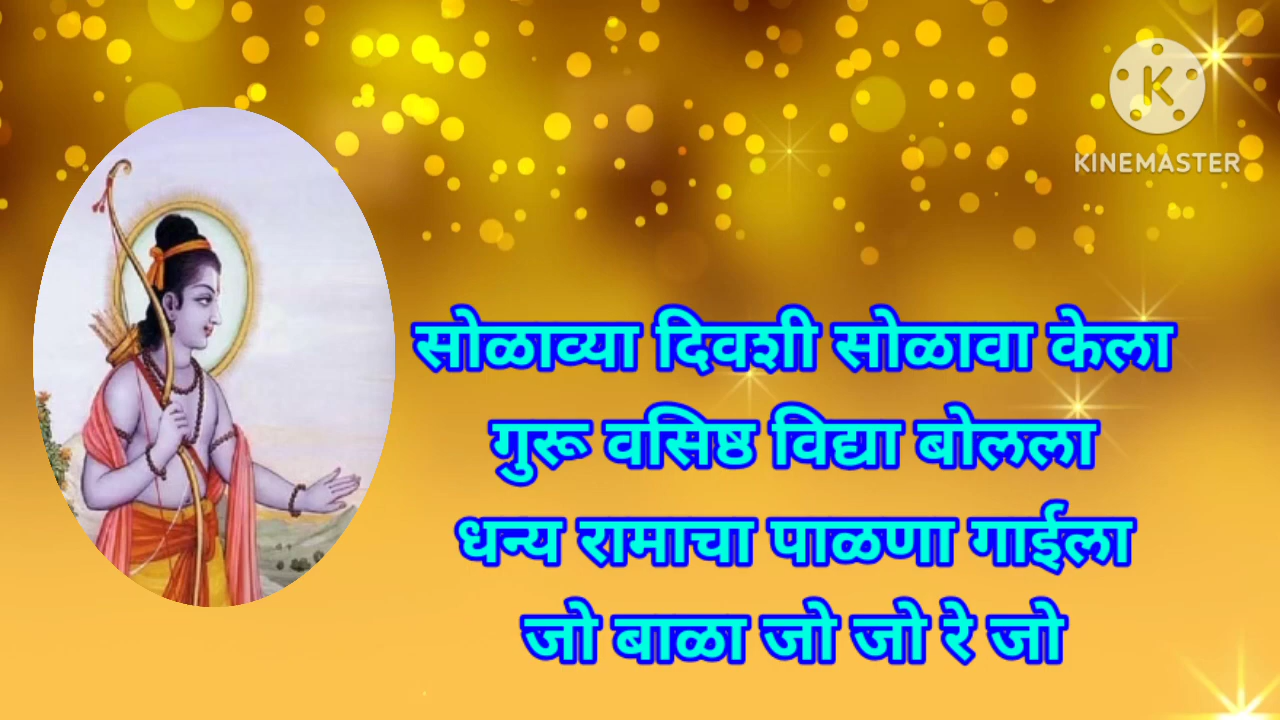 KINEMASTER
सोळाव्या दिवशी सोळावा केला
गुरू वसिष्ठ विद्या बोलला
धन्य रामाचा पाळणा गाईला
जो बाळा जो जो रे जो